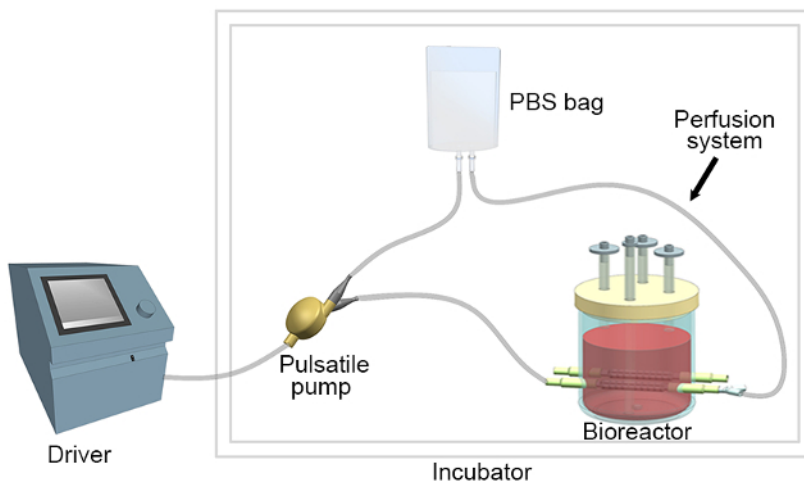 PBS bag
Perfusion
system
Pulsatile
pump
Bioreactor
Driver
Incubator